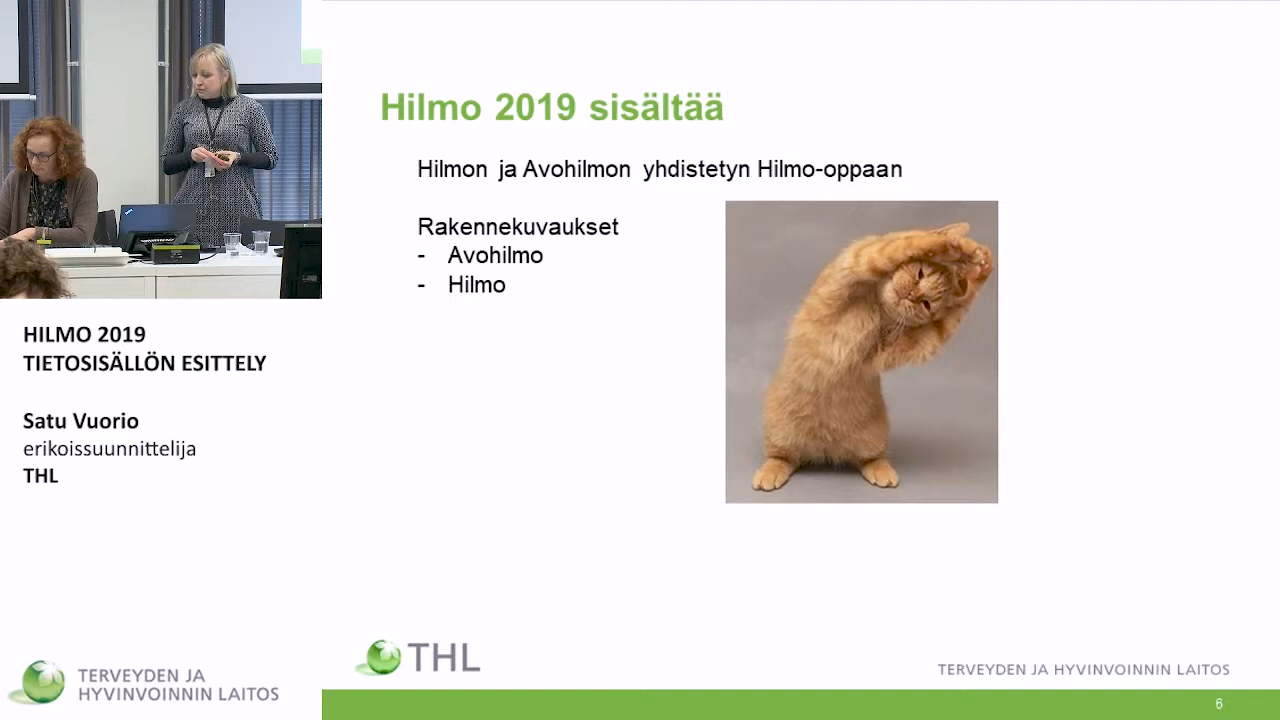 Hilmo 2019 sisältää
Hilmon ja Avohilmon yhdistetyn Hilmo-oppaan
Rakennekuvaukset
- Avohilmo
- Hilmo
HILMO 2019
TIETOSISÄLLÖN ESITTELY
Satu Vuorio
erikoissuunnittelija
THL
TERVEYDEN JA
HYVINVOINNIN LAITOS
THL
TERVEYDEN JA HYVINVOINNIN LAITOS
6